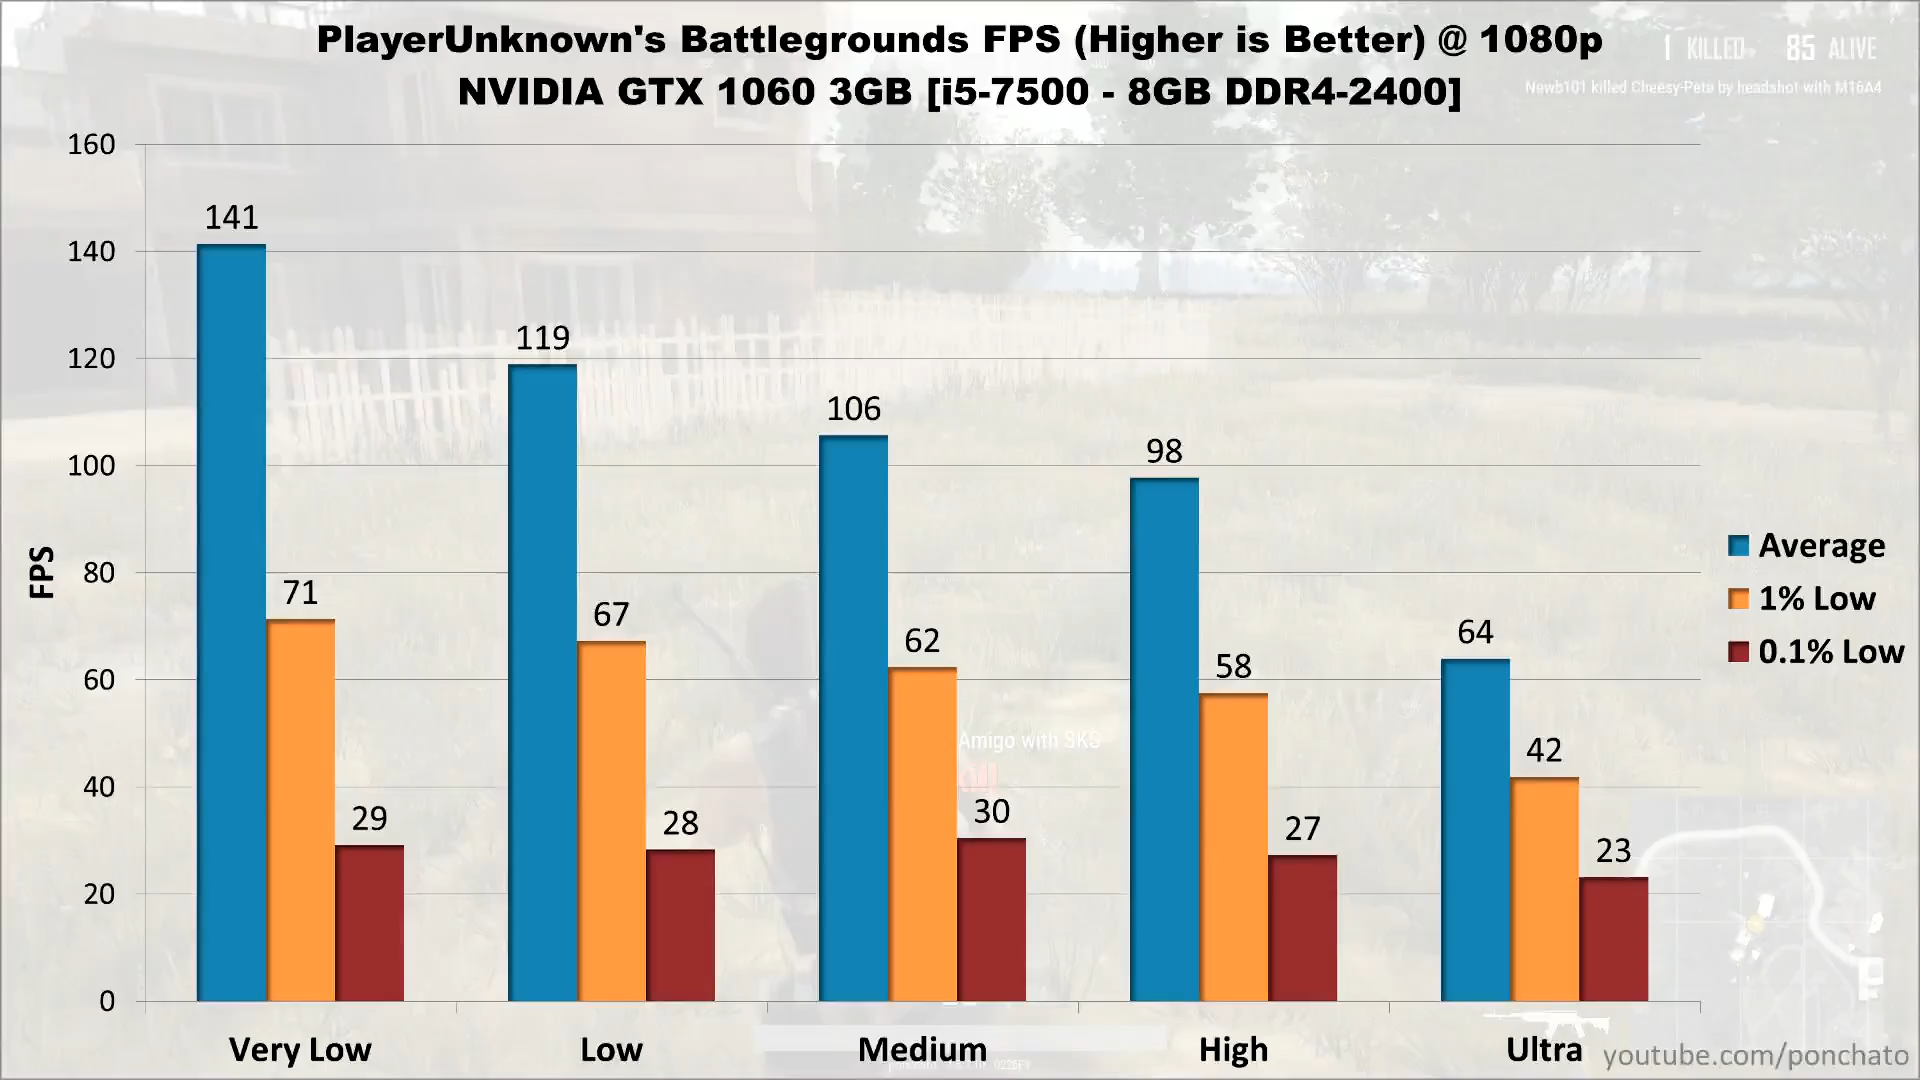 PlayerUnknown's Battlegrounds FPS (Higher is Better) @ 1080p
NVIDIA GTX 1060 3GB [i5-7500 - 8GB DDR4-2400]
1 KILLED 85 ALIVE
Newb101 killed Cheesy-Pete by headshot with M16A4
160
140
120
100
80
60
40
20
0
FPS
141
71
29
119
67
28
106
62
30
98
58
27
64
42
23
Average
1% Low
0.1% Low
Amigo with SKS
Very Low
Low
Medium
High
Ultra
youtube.com/ponchato